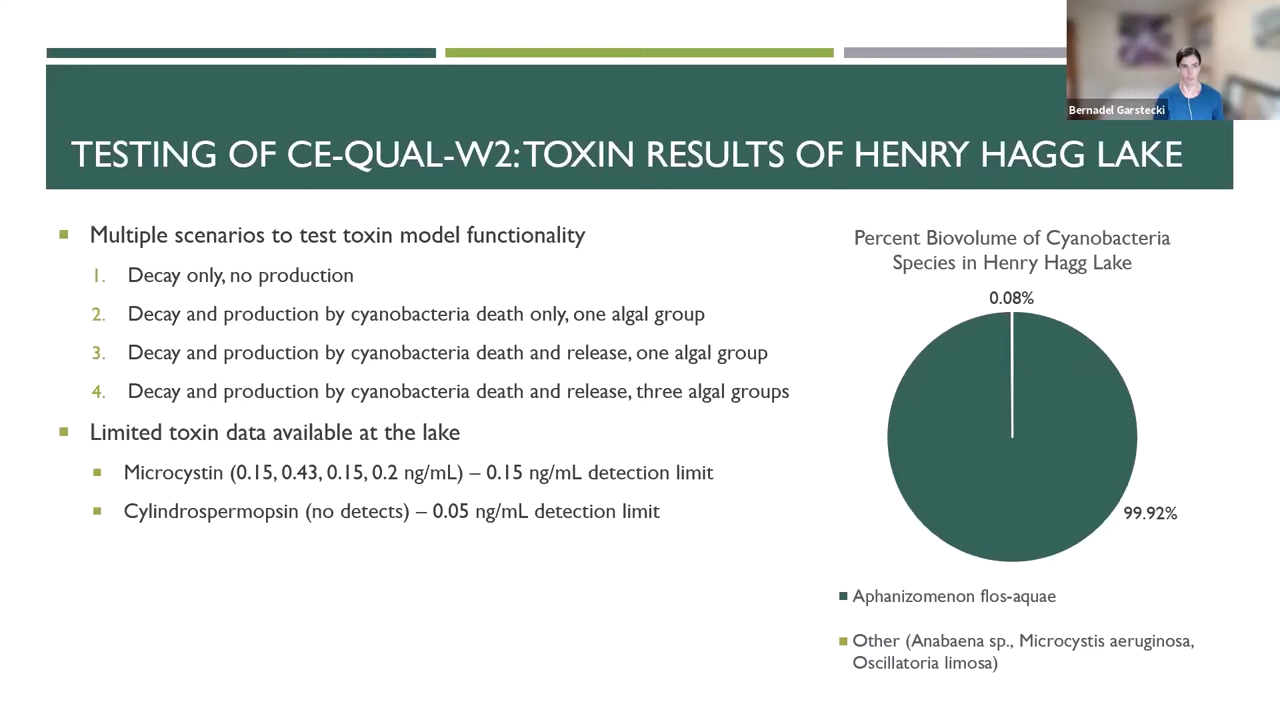 Bernadel Garstecki
TESTING OF CE-QUAL-W2: TOXIN RESULTS OF HENRY HAGG LAKE
Multiple scenarios to test toxin model functionality
1. Decay only, no production
2. Decay and production by cyanobacteria death only, one algal group
3. Decay and production by cyanobacteria death and release, one algal group
4. Decay and production by cyanobacteria death and release, three algal groups
Limited toxin data available at the lake
Microcystin (0.15, 0.43, 0.15, 0.2 ng/mL) – 0.15 ng/mL detection limit
Cylindrospermopsin (no detects) – 0.05 ng/mL detection limit
Percent Biovolume of Cyanobacteria
Species in Henry Hagg Lake
0.08%
99.92%
Aphanizomenon flos-aquae
Other (Anabaena sp., Microcystis aeruginosa,
Oscillatoria limosa)